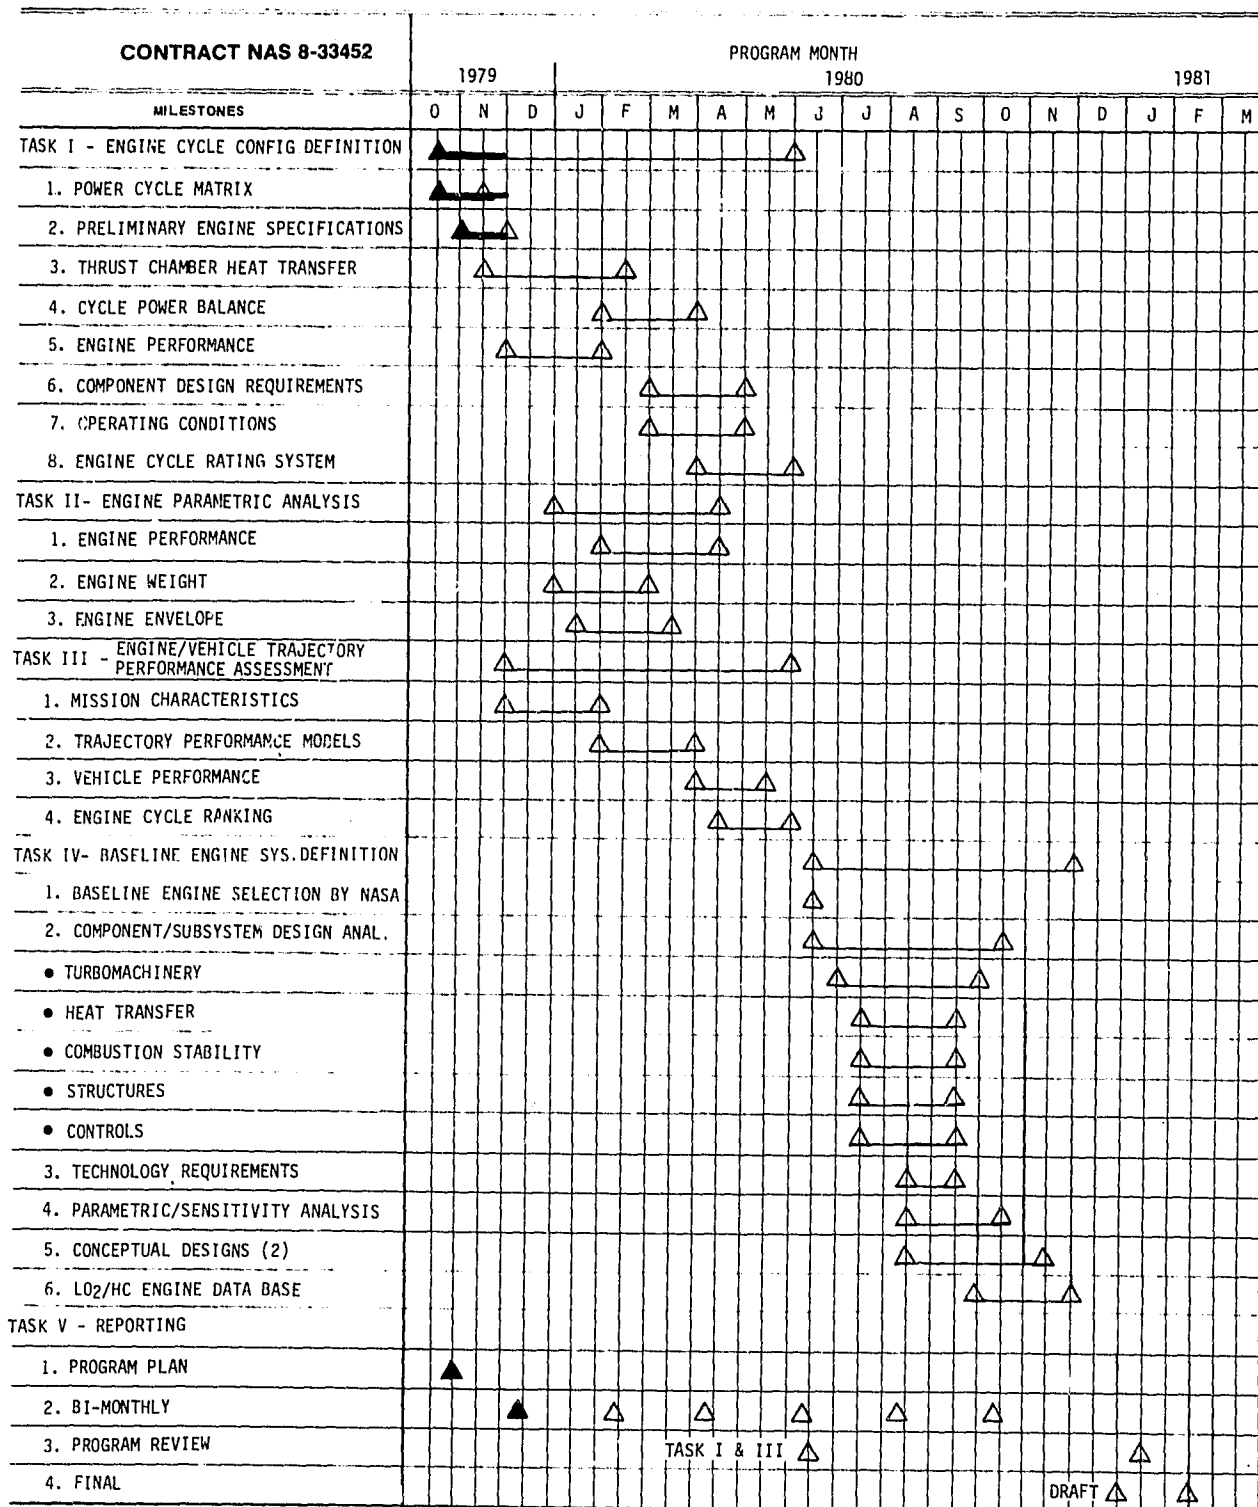 CONTRACT NAS 8-33452
PROGRAM MONTH
1979 1980 1981
MILESTONES O N D J F M A M J J A S O N D J F M
TASK I - ENGINE CYCLE CONFIG.DEFINITION
1. POWER CYCLE MATRIX
2. PRELIMINARY ENGINE SPECIFICATIONS
3. THRUST CHAMBER HEAT TRANSFER
4. CYCLE POWER BALANCE
5. ENGINE PERFORMANCE
6. COMPONENT DESIGN REQUIREMENTS
7. OPERATING CONDITIONS
8. ENGINE CYCLE RATING SYSTEM
TASK II- ENGINE PARAMETRIC ANALYSIS
1. ENGINE PERFORMANCE
2. ENGINE WEIGHT
3. ENGINE ENVELOPE
TASK III - ENGINE/VEHICLE TRAJECTORY
PERFORMANCE ASSESSMENT
1. MISSION CHARACTERISTICS
2. TRAJECTORY PERFORMANCE MODELS
3. VEHICLE PERFORMANCE
4. ENGINE CYCLE RANKING
TASK IV- BASELINE ENGINE SYS.DEFINITION
1. BASELINE ENGINE SELECTION BY NASA
2. COMPONENT/SUBSYSTEM DESIGN ANAL.
• TURBOMACHINERY
• HEAT TRANSFER
• COMBUSTION STABILITY
• STRUCTURES
• CONTROLS
3. TECHNOLOGY REQUIREMENTS
4. PARAMETRIC/SENSITIVITY ANALYSIS
5. CONCEPTUAL DESIGNS (2)
6. LO2/HC ENGINE DATA BASE
TASK V - REPORTING
1. PROGRAM PLAN
2. BI-MONTHLY
3. PROGRAM REVIEW TASK I & III
4. FINAL DRAFT